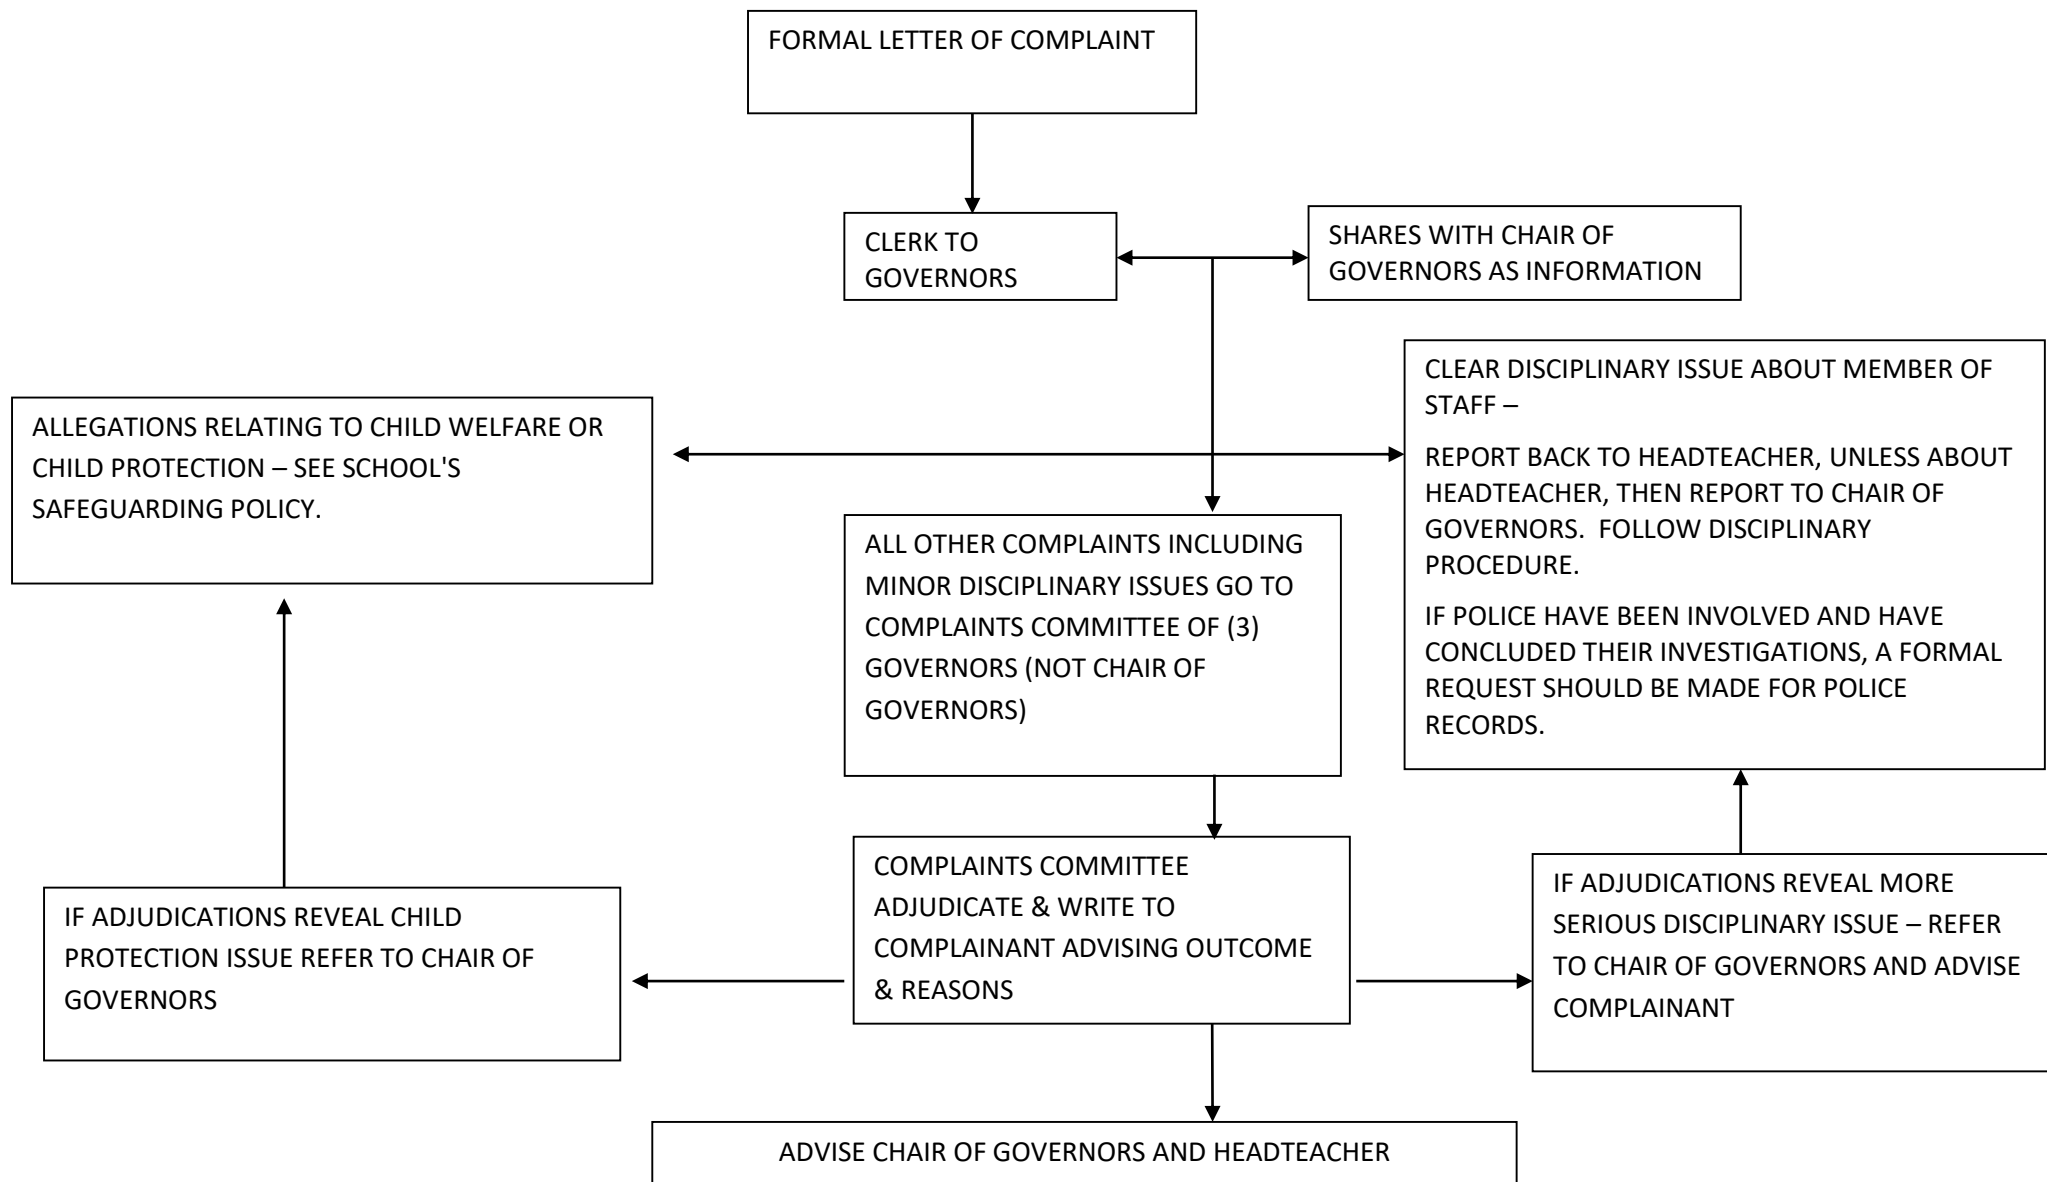 FORMAL LETTER OF COMPLAINT
CLERK TO
GOVERNORS
SHARES WITH CHAIR OF
GOVERNORS AS INFORMATION
ALLEGATIONS RELATING TO CHILD WELFARE OR
CHILD PROTECTION – SEE SCHOOL'S
SAFEGUARDING POLICY.
CLEAR DISCIPLINARY ISSUE ABOUT MEMBER OF
STAFF –
REPORT BACK TO HEADTEACHER, UNLESS ABOUT
HEADTEACHER, THEN REPORT TO CHAIR OF
GOVERNORS.  FOLLOW DISCIPLINARY
PROCEDURE.
IF POLICE HAVE BEEN INVOLVED AND HAVE
CONCLUDED THEIR INVESTIGATIONS, A FORMAL
REQUEST SHOULD BE MADE FOR POLICE
RECORDS.
ALL OTHER COMPLAINTS INCLUDING
MINOR DISCIPLINARY ISSUES GO TO
COMPLAINTS COMMITTEE OF (3)
GOVERNORS (NOT CHAIR OF
GOVERNORS)
IF ADJUDICATIONS REVEAL CHILD
PROTECTION ISSUE REFER TO CHAIR OF
GOVERNORS
COMPLAINTS COMMITTEE
ADJUDICATE & WRITE TO
COMPLAINANT ADVISING OUTCOME
& REASONS
IF ADJUDICATIONS REVEAL MORE
SERIOUS DISCIPLINARY ISSUE – REFER
TO CHAIR OF GOVERNORS AND ADVISE
COMPLAINANT
ADVISE CHAIR OF GOVERNORS AND HEADTEACHER